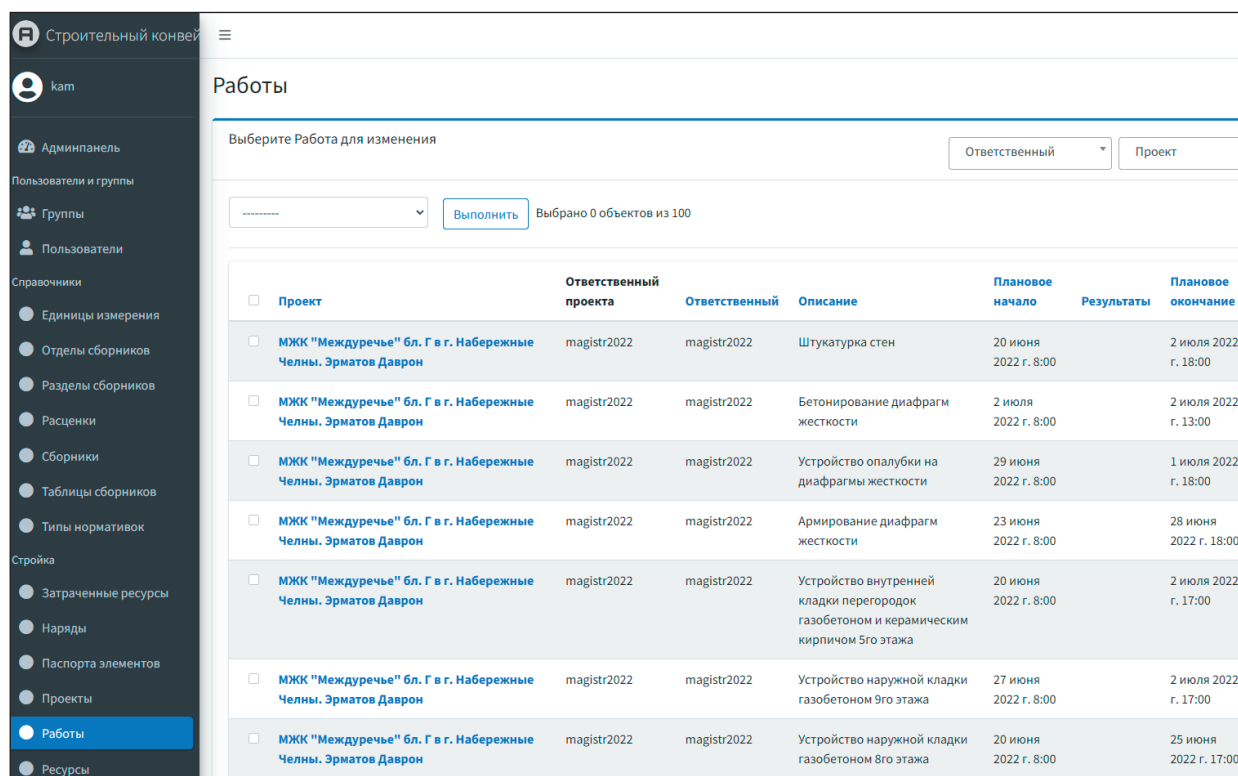 Строительный конвей
kam
Админпанель
Пользователи и группы
Группы
Пользователи
Справочники
Единицы измерения
Отделы сборников
Разделы сборников
Расценки
Сборники
Таблицы сборников
Типы нормативок
Стройка
Затраченные ресурсы
Наряды
Паспорта элементов
Проекты
Работы
Ресурсы
Работы
Выберите Работа для изменения
Ответственный
Проект
---------
Выполнить
Выбрано 0 объектов из 100
Проект
Ответственный
проекта
Ответственный
Описание
Плановое
начало
Результаты
Плановое
окончание
МЖК "Междуречье" бл. Г в г. Набережные
Челны. Эрматов Даврон
magistr2022
magistr2022
Штукатурка стен
20 июня
2022 г. 8:00
2 июля 2022
г. 18:00
МЖК "Междуречье" бл. Г в г. Набережные
Челны. Эрматов Даврон
magistr2022
magistr2022
Бетонирование диафрагм
жесткости
2 июля
2022 г. 8:00
2 июля 2022
г. 13:00
МЖК "Междуречье" бл. Г в г. Набережные
Челны. Эрматов Даврон
magistr2022
magistr2022
Устройство опалубки на
диафрагмы жесткости
29 июня
2022 г. 8:00
1 июля 2022
г. 18:00
МЖК "Междуречье" бл. Г в г. Набережные
Челны. Эрматов Даврон
magistr2022
magistr2022
Армирование диафрагм
жесткости
23 июня
2022 г. 8:00
28 июня
2022 г. 18:00
МЖК "Междуречье" бл. Г в г. Набережные
Челны. Эрматов Даврон
magistr2022
magistr2022
Устройство внутренней
кладки перегородок
газобетоном и керамическим
кирпичом 5го этажа
20 июня
2022 г. 8:00
2 июля 2022
г. 17:00
МЖК "Междуречье" бл. Г в г. Набережные
Челны. Эрматов Даврон
magistr2022
magistr2022
Устройство наружной кладки
газобетоном 9го этажа
27 июня
2022 г. 8:00
2 июля 2022
г. 17:00
МЖК "Междуречье" бл. Г в г. Набережные
Челны. Эрматов Даврон
magistr2022
magistr2022
Устройство наружной кладки
газобетоном 8го этажа
20 июня
2022 г. 8:00
25 июня
2022 г. 17:00